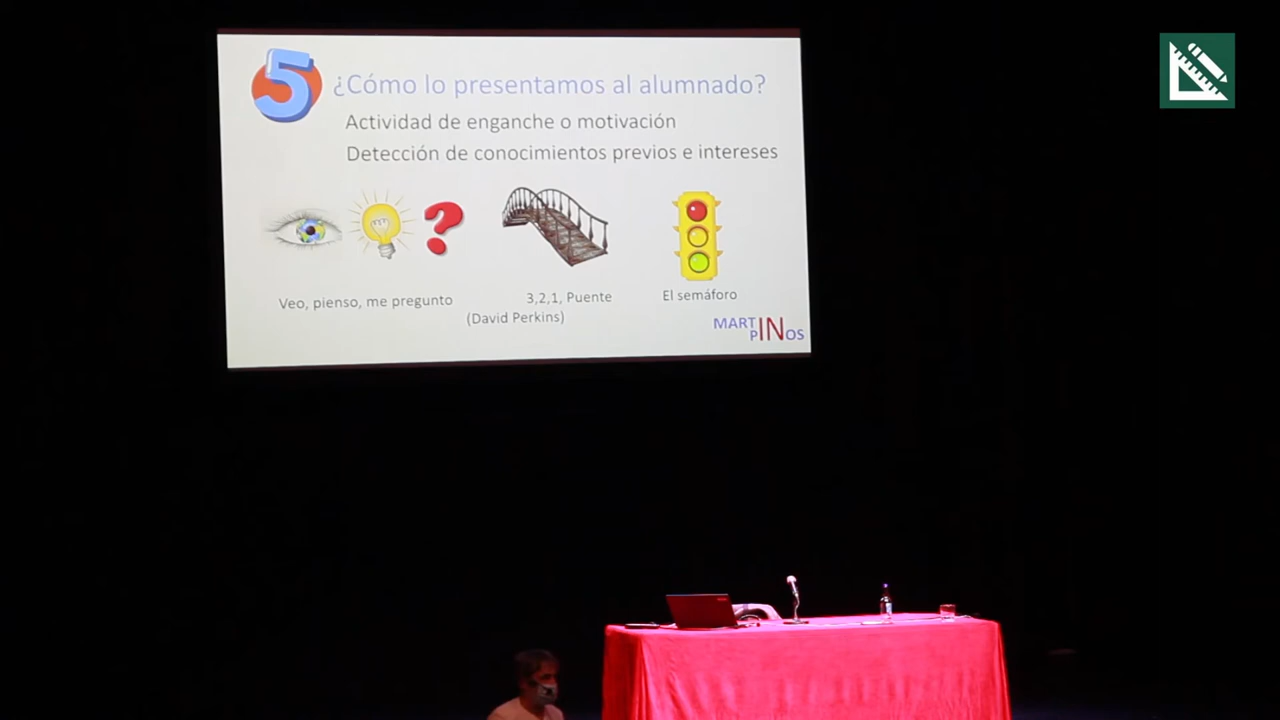 5
¿Cómo lo presentamos al alumnado?
Actividad de enganche o motivación
Detección de conocimientos previos e intereses
?
Veo, pienso, me pregunto
3,2,1, Puente
(David Perkins)
El semáforo
MARTINOS
PINOS